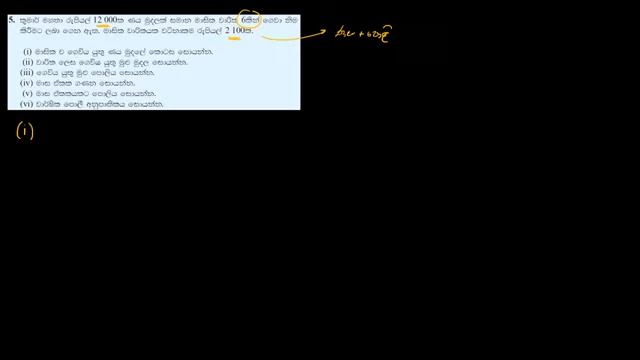 5. කුමාර් මහතා රුපියල් 12 000ක ණය මුදලක් සමාන මාසික වාරික 6කින් ගෙවා නිම
කිරීමට ලබා ගෙන ඇත. මාසික වාරිකයක වටිනාකම රුපියල් 2 100ක.
ණය + පොලී
(i) මාසික ව ගෙවිය යුතු ණය මුදලේ කොටස සොයන්න.
(ii) වාරික ලෙස ගෙවිය යුතු මුළු මුදල සොයන්න.
(iii) ගෙවිය යුතු මුළු පොලිය සොයන්න.
(iv) මාස ඒකක ගණන සොයන්න.
(v) මාස ඒකකයකට පොලිය සොයන්න.
(vi) වාර්ෂික පොලී අනුපාතිකය සොයන්න.
(i)